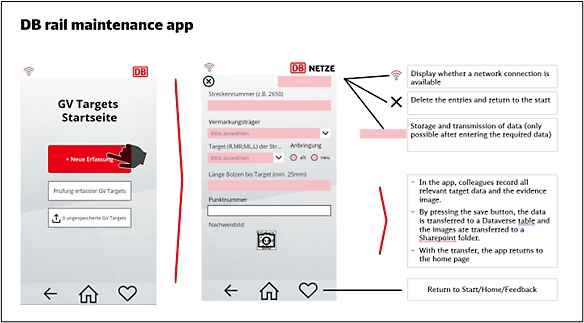 DB rail maintenance app
DB
GV Targets
Startseite
+ Neue Erfassung
Prüfung erfasster GV Targets
0 ungespeicherte GV Targets
DB NETZE
Streckennummer (z.B. 2650)
Vermarkungsträger
Bitte auswählen
Target (R,MR,ML,L) der Str... Anbringung
Bitte auswählen
alt
neu
Länge Bolzen bis Target (min. 25mm)
Punktnummer
Nachweisbild
Display whether a network connection is
available
Delete the entries and return to the start
Storage and transmission of data (only
possible after entering the required data)
− In the app, colleagues record all
relevant target data and the evidence
image.
− By pressing the save button, the data
is transferred to a Dataverse table and
the images are transferred to a
Sharepoint folder.
− With the transfer, the app returns to
the home page
Return to Start/Home/Feedback